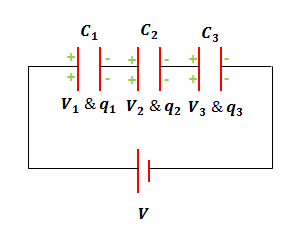 C₁ C₂ C₃
+ - + - + -
+ - + - + -
V₁ & q₁ V₂ & q₂ V₃ & q₃
V